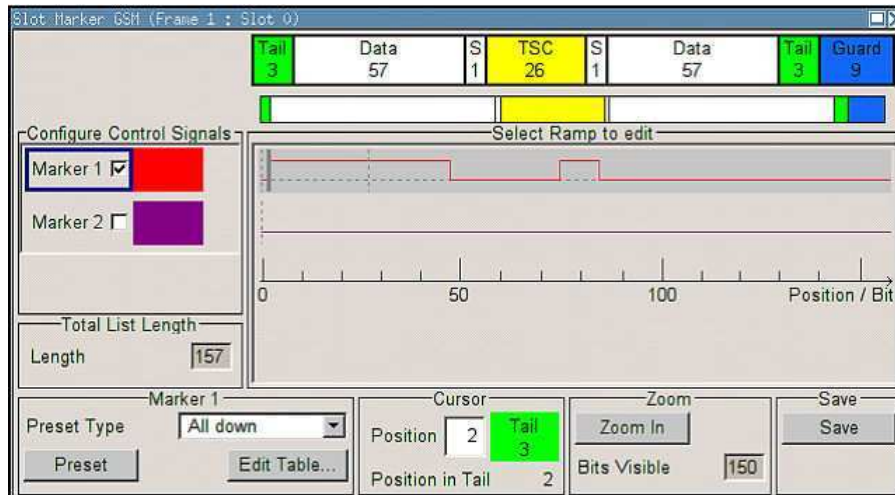 Slot Marker GSM (Frame 1 : Slot 0)
Tail Data S TSC S Data Tail Guard
3 57 1 26 1 57 3 9
Configure Control Signals
Select Ramp to edit
Marker 1
Marker 2
0 50 100 Position / Bit
Total List Length
Length 157
Marker 1
Preset Type All down
Preset Edit Table...
Cursor
Position 2 Tail 3
Position in Tail 2
Zoom
Zoom In
Bits Visible 150
Save
Save